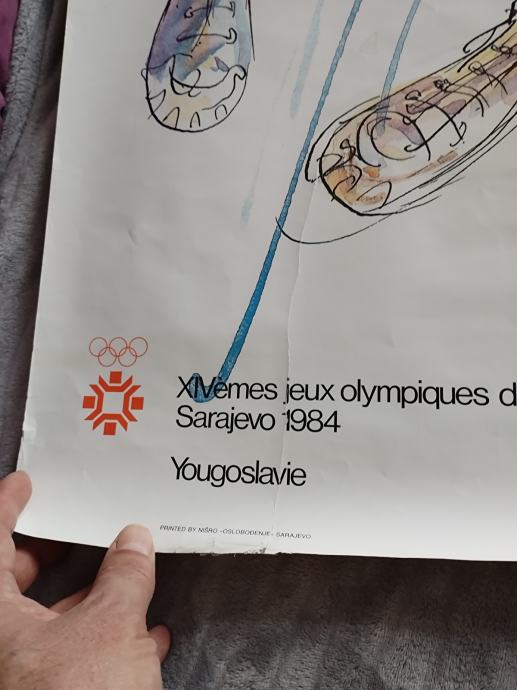 XIVèmes jeux olympiques d
Sarajevo 1984
Yougoslavie
PRINTED BY NIŠRO «OSLOBOĐENJE» SARAJEVO